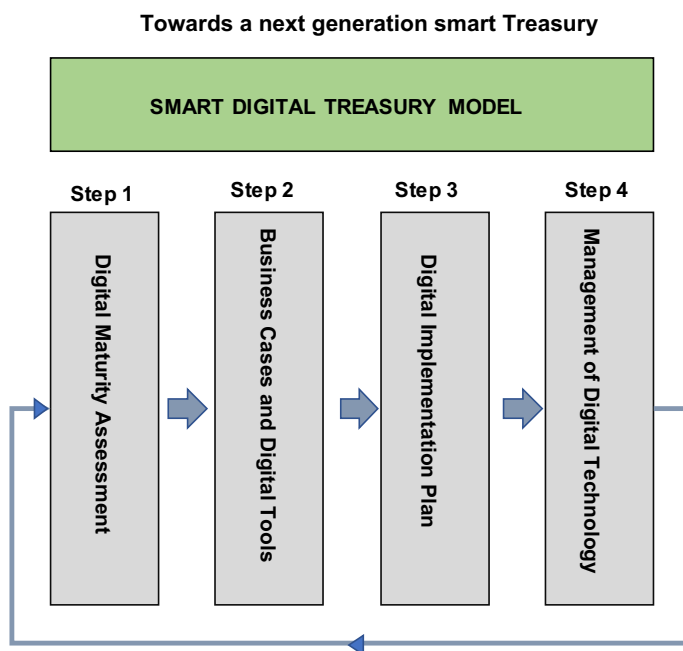 Towards a next generation smart Treasury
SMART DIGITAL TREASURY MODEL
Step 1
Step 2
Step 3
Step 4
Digital Maturity Assessment
Business Cases and Digital Tools
Digital Implementation Plan
Management of Digital Technology